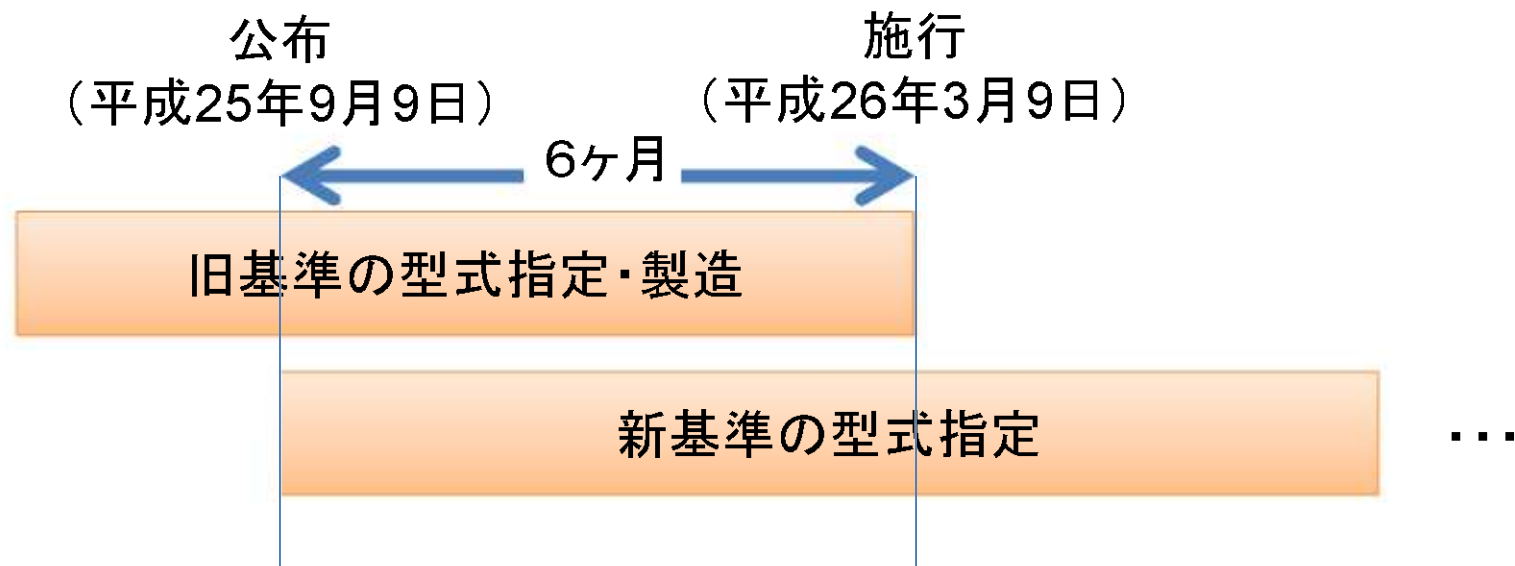 公布
（平成25年9月9日）
施行
（平成26年3月9日）
6ヶ月
旧基準の型式指定・製造
新基準の型式指定
・・・